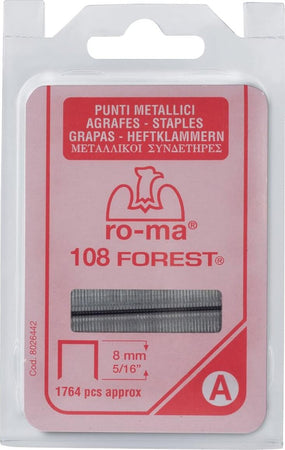 PUNTI METALLICI
AGRAFES - STAPLES
GRAPAS - HEFTKLAMMERN
ΜΕΤΑΛΛΙΚΟΙ ΣΥΝΔΕΤΗΡΕΣ
ro-ma®
108 FOREST®
8 mm
5/16"
1764 pcs approx
A
Cod. 8026442